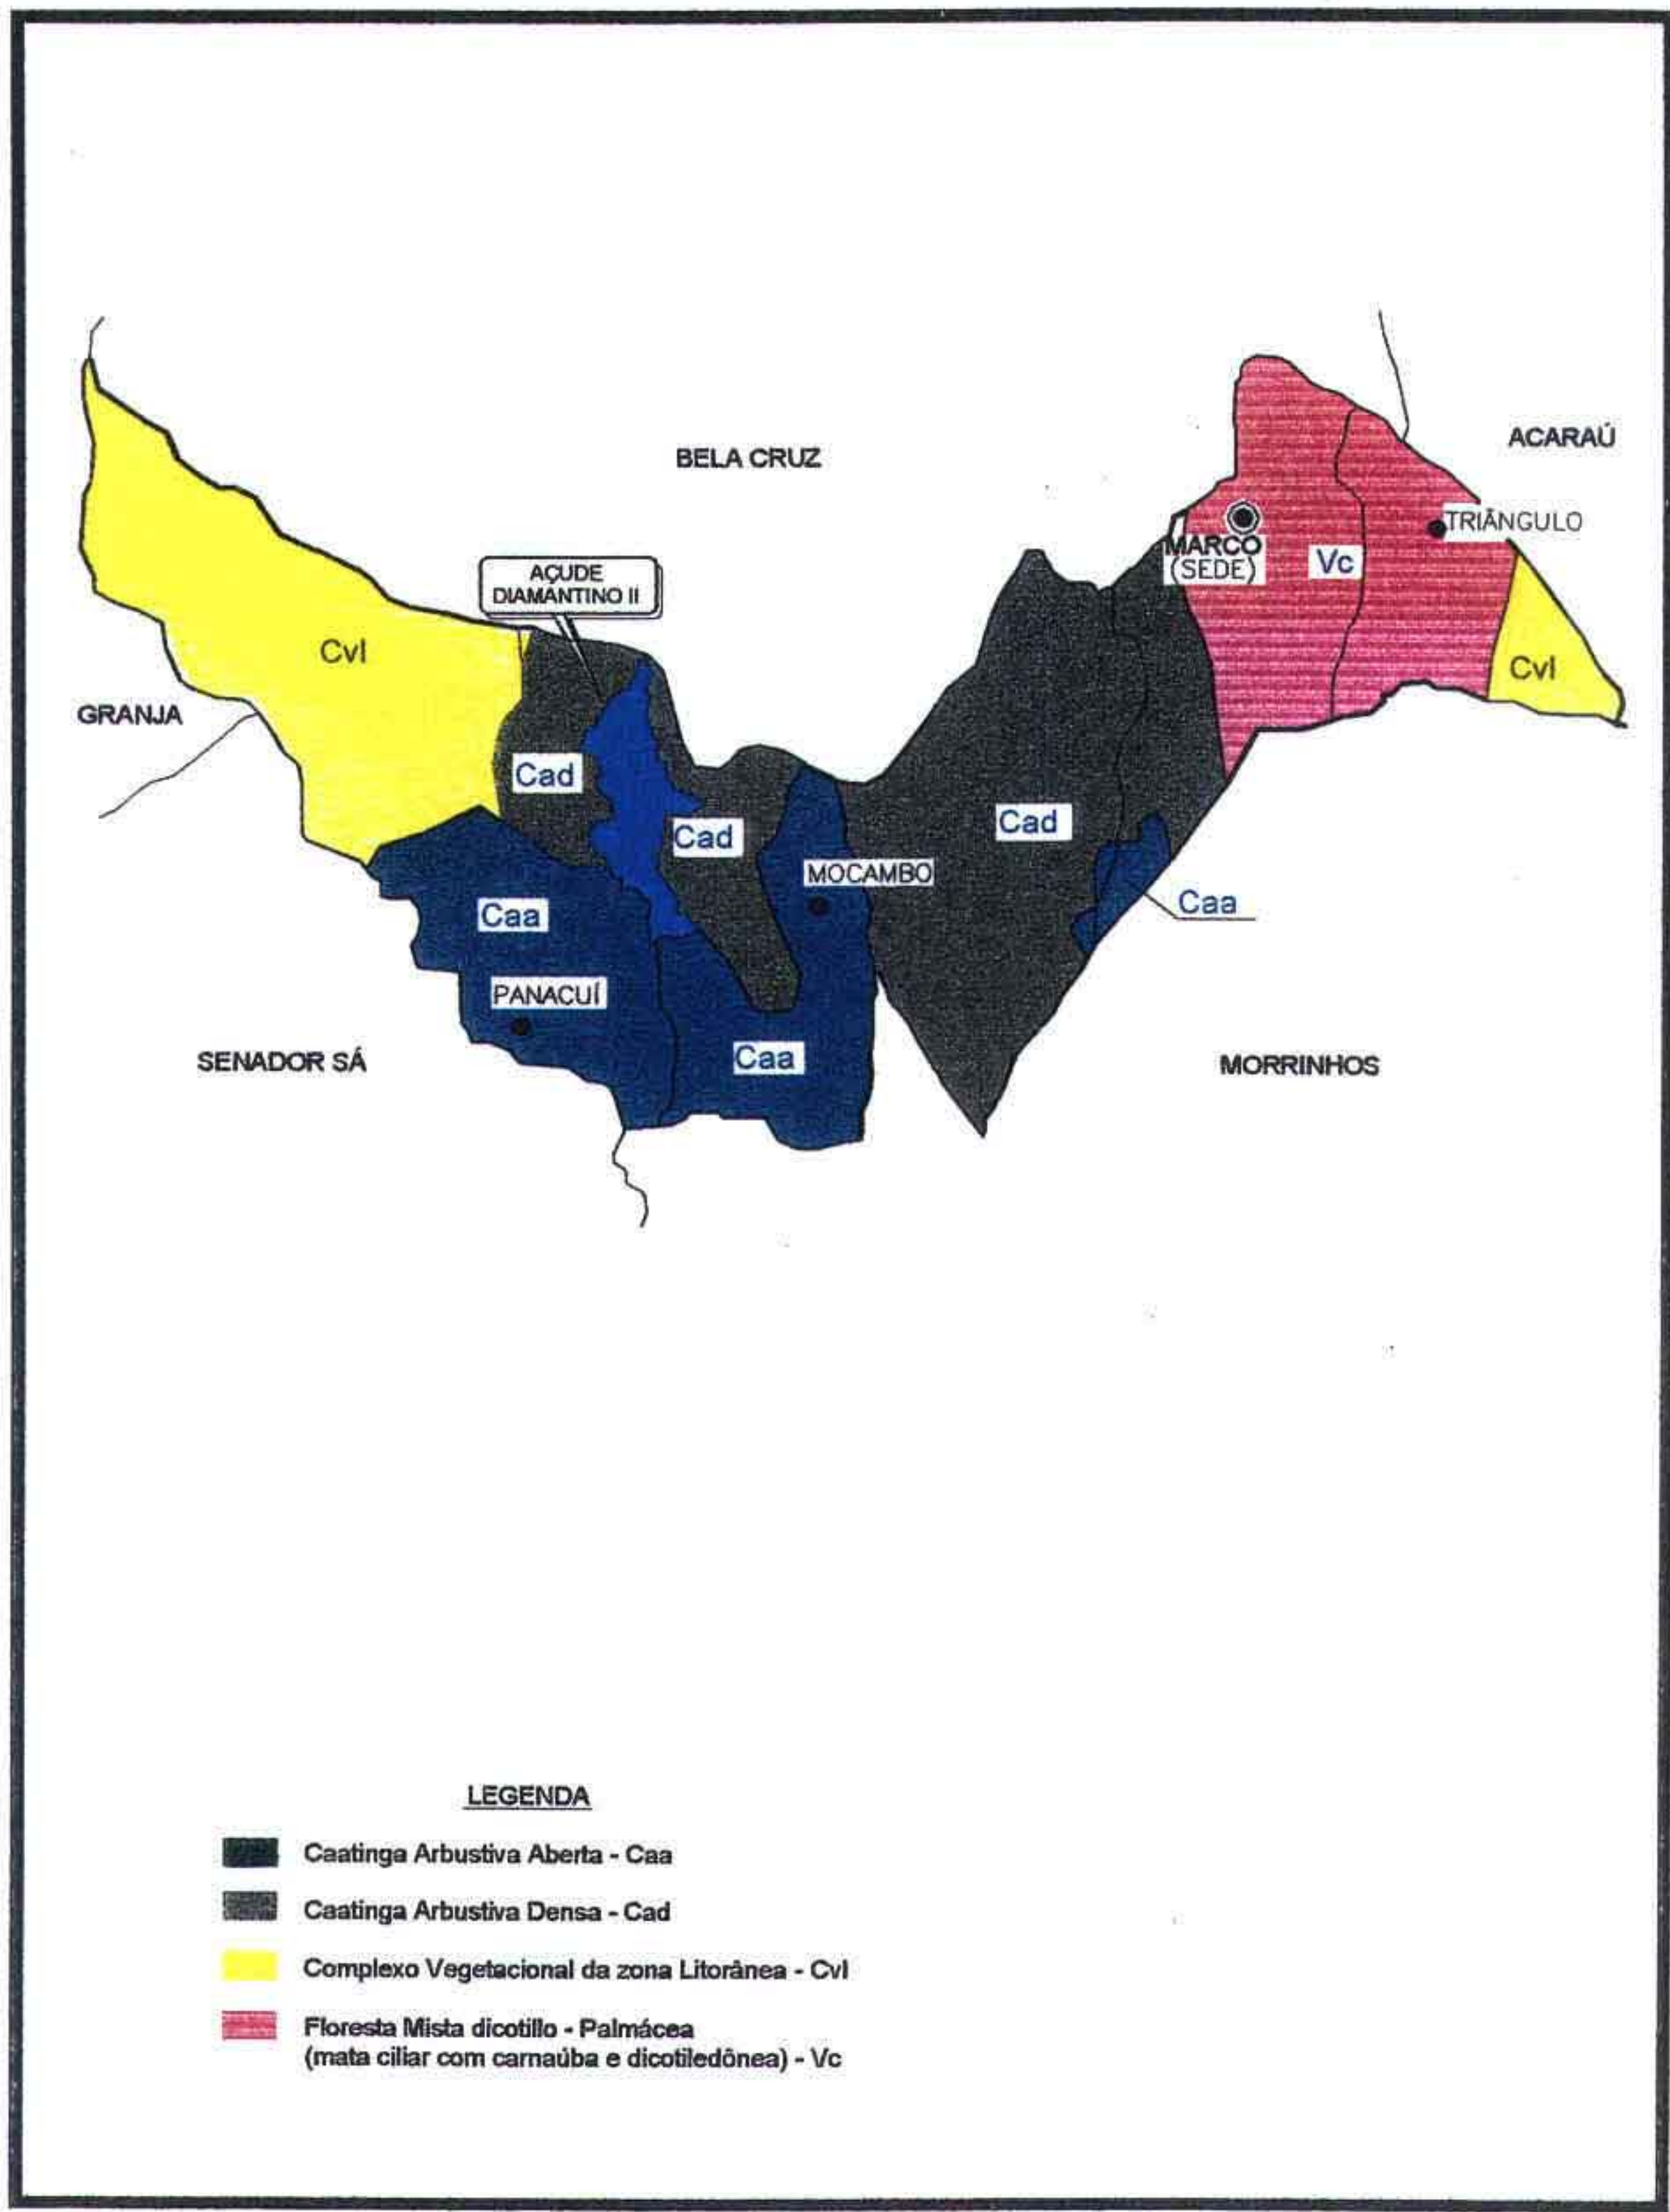 BELA CRUZ
ACARAÚ
TRIÂNGULO
MARCO
(SEDE)
Vc
AÇUDE
DIAMANTINO II
Cvl
Cvl
GRANJA
Cad
Cad
Cad
MOCAMBO
Caa
Caa
PANACUÍ
Caa
SENADOR SÁ
MORRINHOS
LEGENDA
Caatinga Arbustiva Aberta - Caa
Caatinga Arbustiva Densa - Cad
Complexo Vegetacional da zona Litorânea - Cvl
Floresta Mista dicotillo - Palmácea
(mata ciliar com carnaúba e dicotiledônea) - Vc